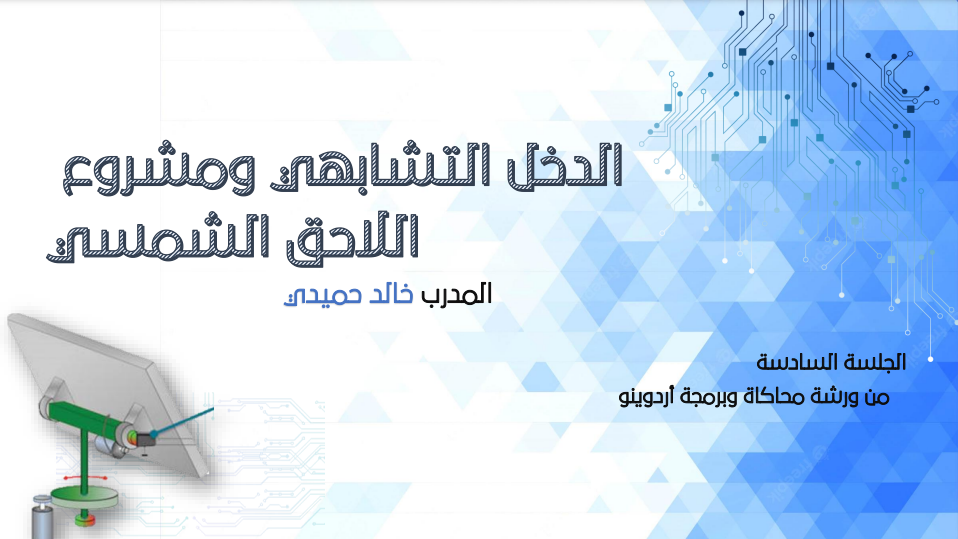 الدخل التشابهي ومشروع
اللاحق الشمسي
المدرب خالد حميدي
الجلسة السادسة
من ورشة محاكاة وبرمجة أردوينو